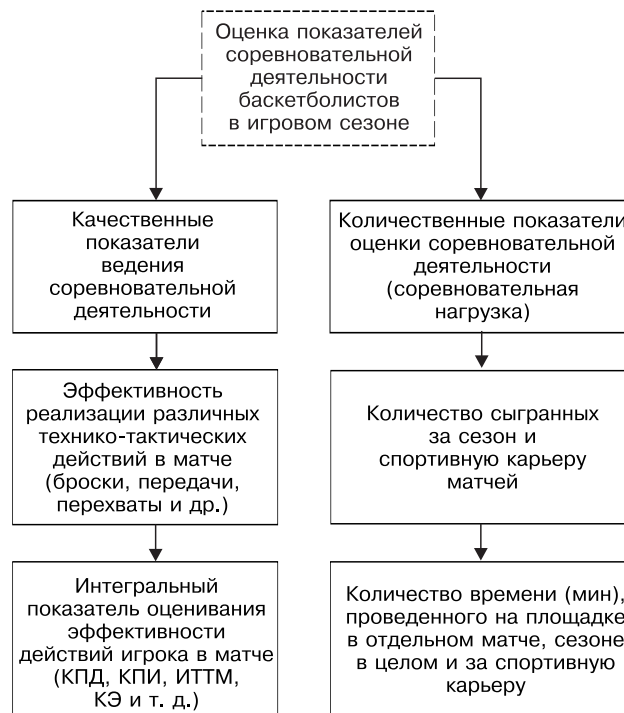 Оценка показателей
соревновательной
деятельности
баскетболистов
в игровом сезоне
Качественные
показатели
ведения
соревновательной
деятельности
Количественные показатели
оценки соревновательной
деятельности
(соревновательная
нагрузка)
Эффективность
реализации различных
технико-тактических
действий в матче
(броски, передачи,
перехваты и др.)
Количество сыгранных
за сезон и
спортивную карьеру
матчей
Интегральный
показатель оценивания
эффективности
действий игрока в матче
(КПД, КПИ, ИТТМ,
КЭ и т. д.)
Количество времени (мин),
проведенного на площадке
в отдельном матче, сезоне
в целом и за спортивную
карьеру